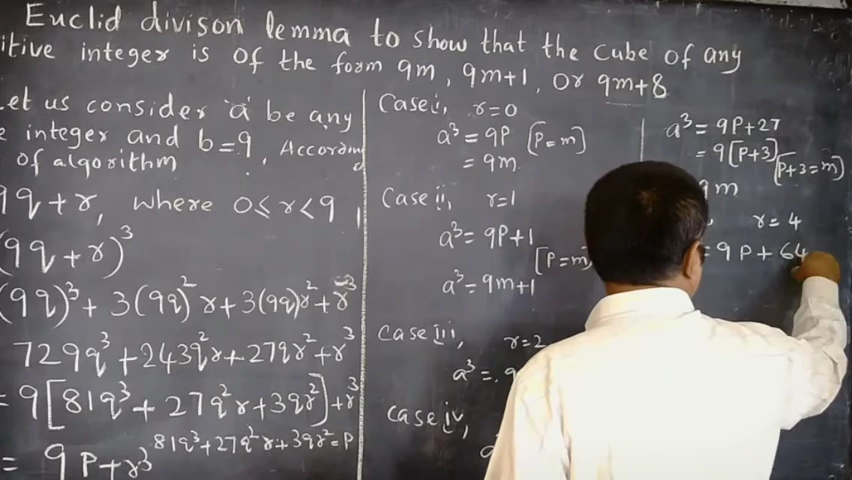 Euclid divison lemma to show that the cube of any
itive integer is of the form 9m, 9m+1, Or 9m+8
Let us consider 'a' be any
e integer and b=9. According
of algorithm
9q + r, where 0 ≤ r < 9
(9q + r)³
(9q)³ + 3(9q)²r + 3(9q)r² + r³
729q³ + 243q²r + 27qr² + r³
= 9[81q³ + 27q²r + 3qr²] + r³
81q³+27q²r+3qr²=P
= 9P+r³
Case i, r=0
a³ = 9P [P=m]
= 9m
Case ii, r=1
a³ = 9P+1
[P=m]
a³ = 9m+1
Case iii,
r=2
a³ = 9
Case iv,
a³ = 9P+27
= 9[P+3] [P+3=m]
9m
r=4
= 9P+64